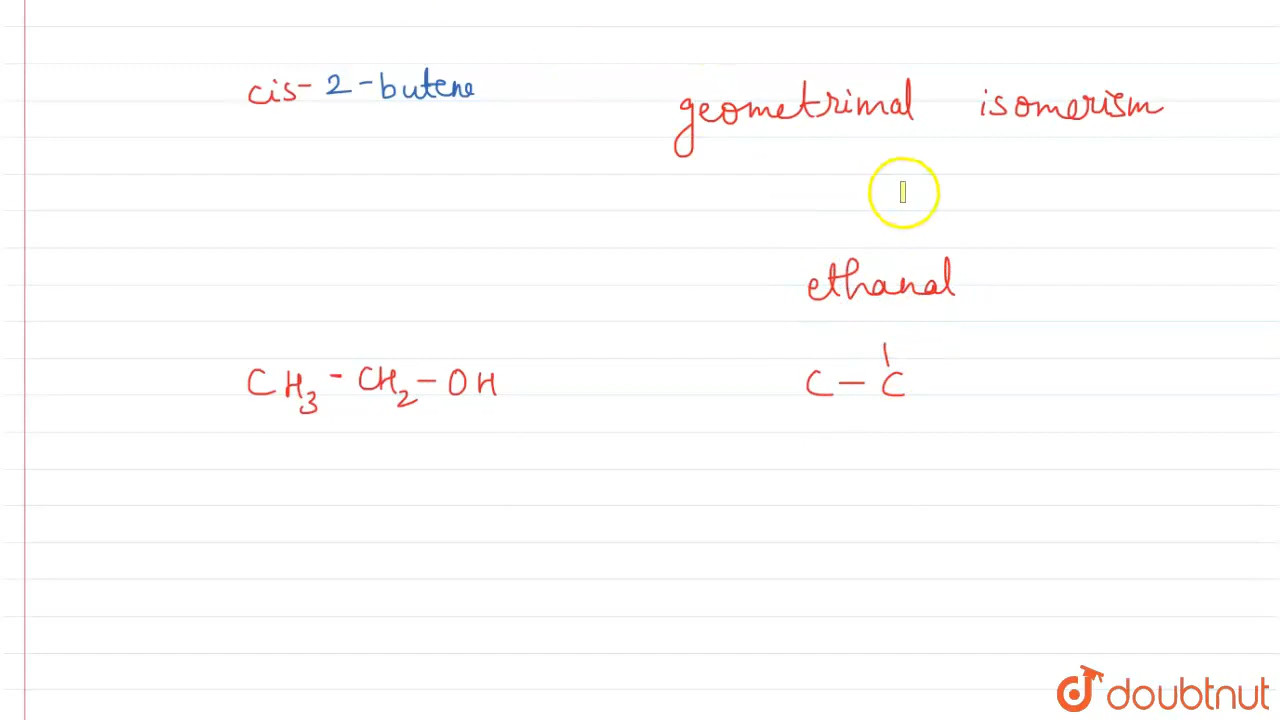 cis-2-butene geometrimal isomerism
ethanal
CH3-CH2-OH C-C
doubtnut